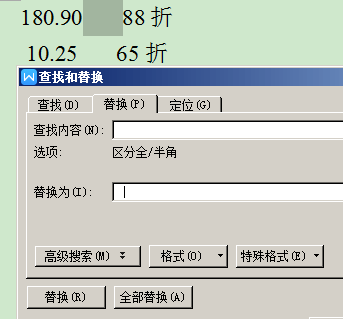 180.90 88 折
10.25 65 折
查找和替换
查找(D) 替换(P) 定位(G)
查找内容(N):
选项: 区分全/半角
替换为(I):
高级搜索(M) 格式(O) 特殊格式(E)
替换(R) 全部替换(A)